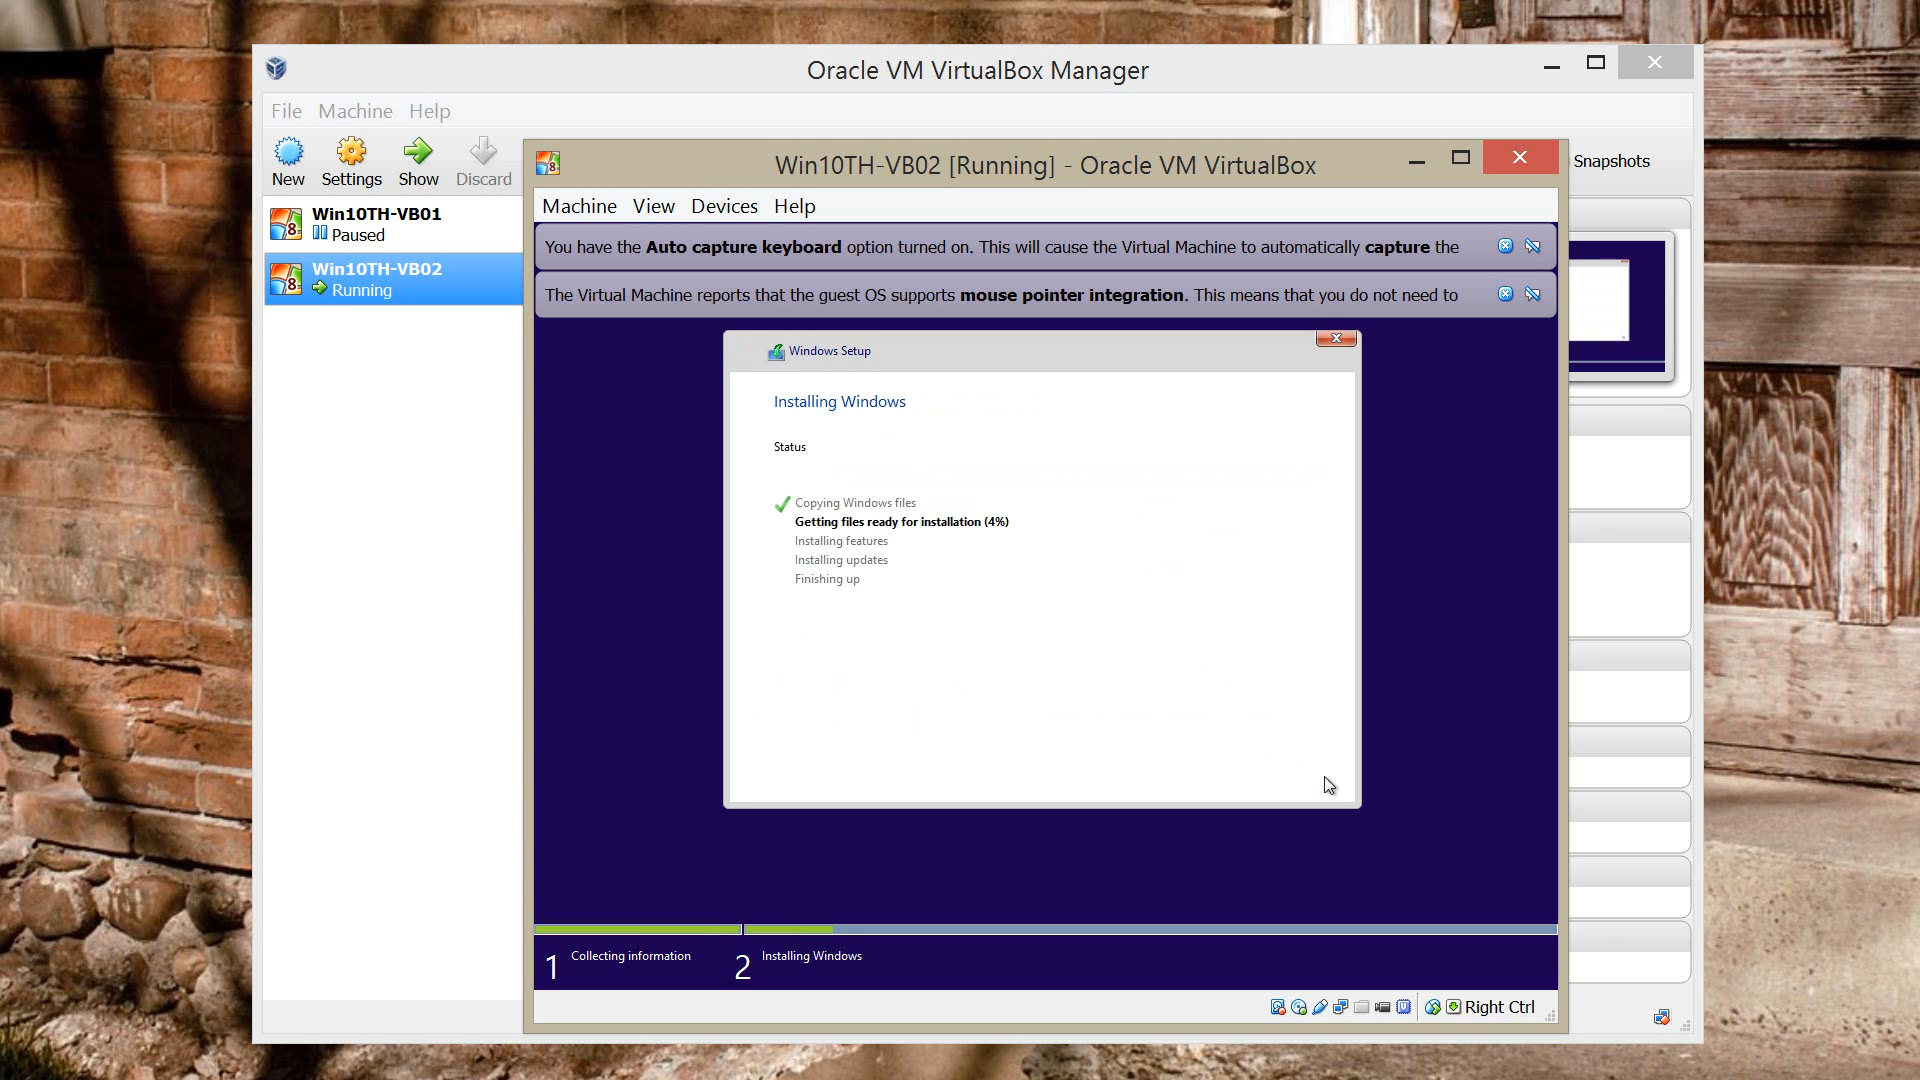 Oracle VM VirtualBox Manager
File Machine Help
New Settings Show Discard
Snapshots
Win10TH-VB01
Paused
Win10TH-VB02
Running
Win10TH-VB02 [Running] - Oracle VM VirtualBox
Machine View Devices Help
You have the Auto capture keyboard option turned on. This will cause the Virtual Machine to automatically capture the
The Virtual Machine reports that the guest OS supports mouse pointer integration. This means that you do not need to
Windows Setup
Installing Windows
Status
Copying Windows files
Getting files ready for installation (4%)
Installing features
Installing updates
Finishing up
1 Collecting information
2 Installing Windows
Right Ctrl